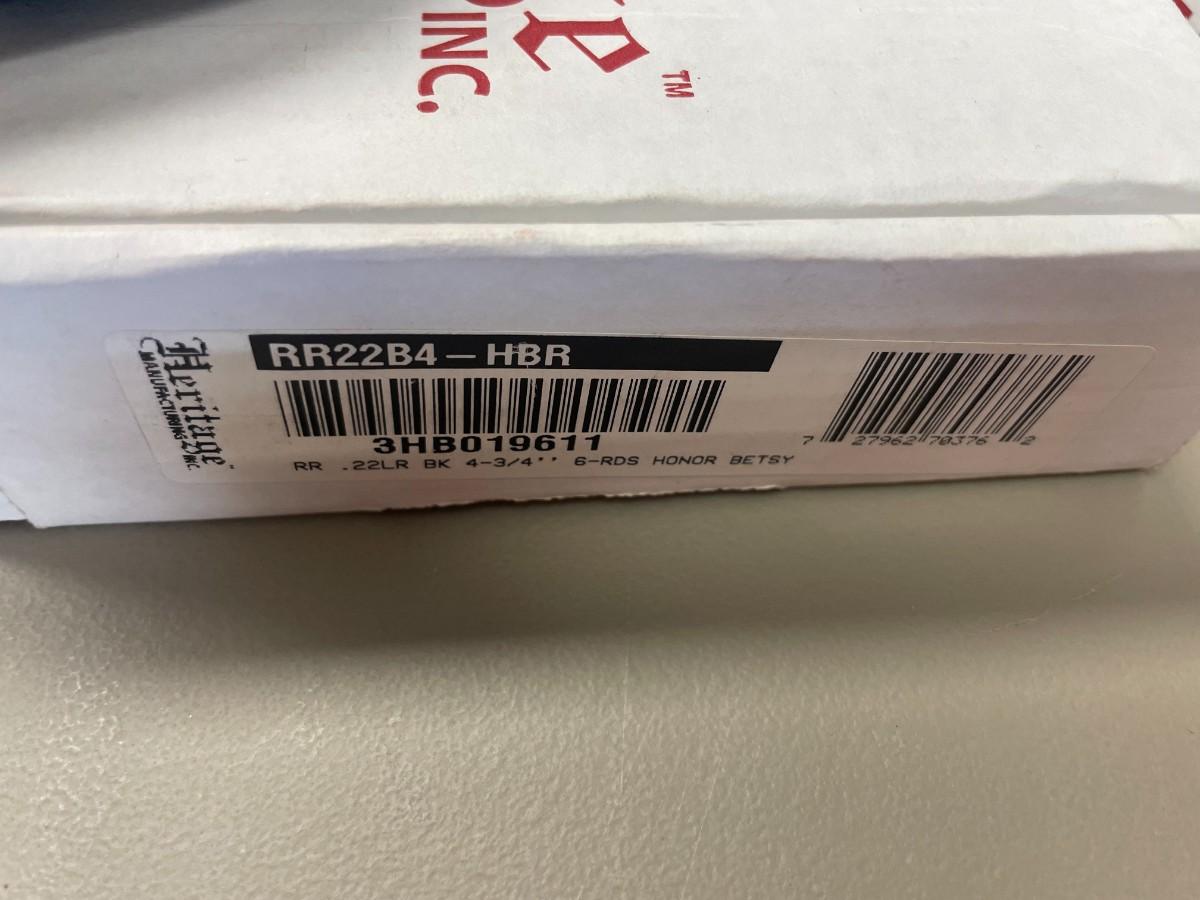 INC.
TM
Heritage
MANUFACTURING INC.
RR22B4-HBR
3HB019611
RR .22LR BK 4-3/4'' 6-RDS HONOR BETSY
7 27962 70376 2